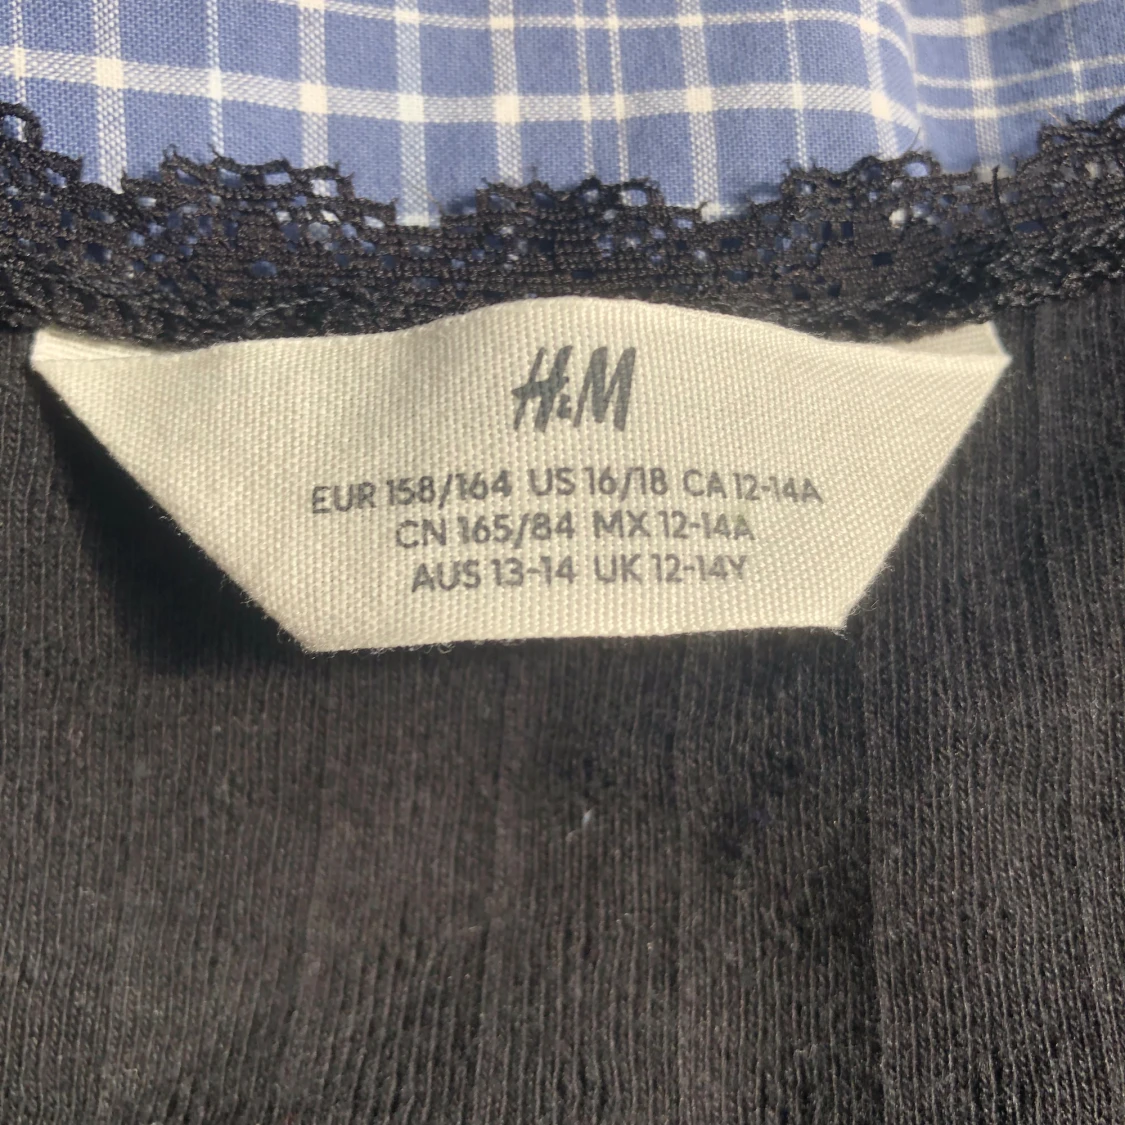 H&M
EUR 158/164 US 16/18 CA 12-14A
CN 165/84 MX 12-14A
AUS 13-14 UK 12-14Y